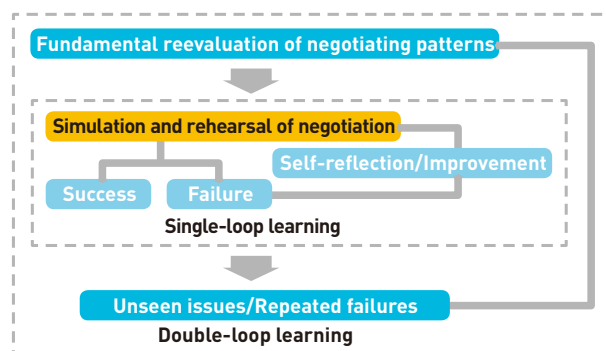 Fundamental reevaluation of negotiating patterns
Simulation and rehearsal of negotiation
Self-reflection/Improvement
Success
Failure
Single-loop learning
Unseen issues/Repeated failures
Double-loop learning